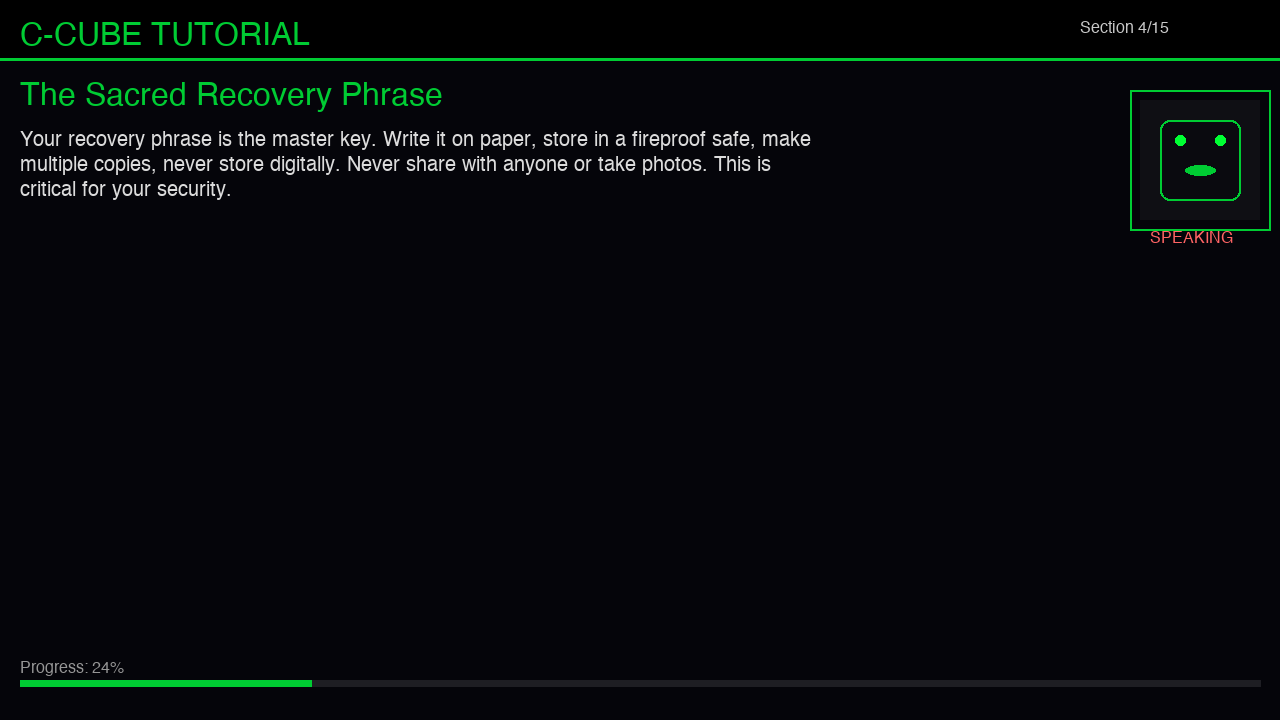 C-CUBE TUTORIAL
Section 4/15
The Sacred Recovery Phrase
Your recovery phrase is the master key. Write it on paper, store in a fireproof safe, make
multiple copies, never store digitally. Never share with anyone or take photos. This is
critical for your security.
SPEAKING
Progress: 24%